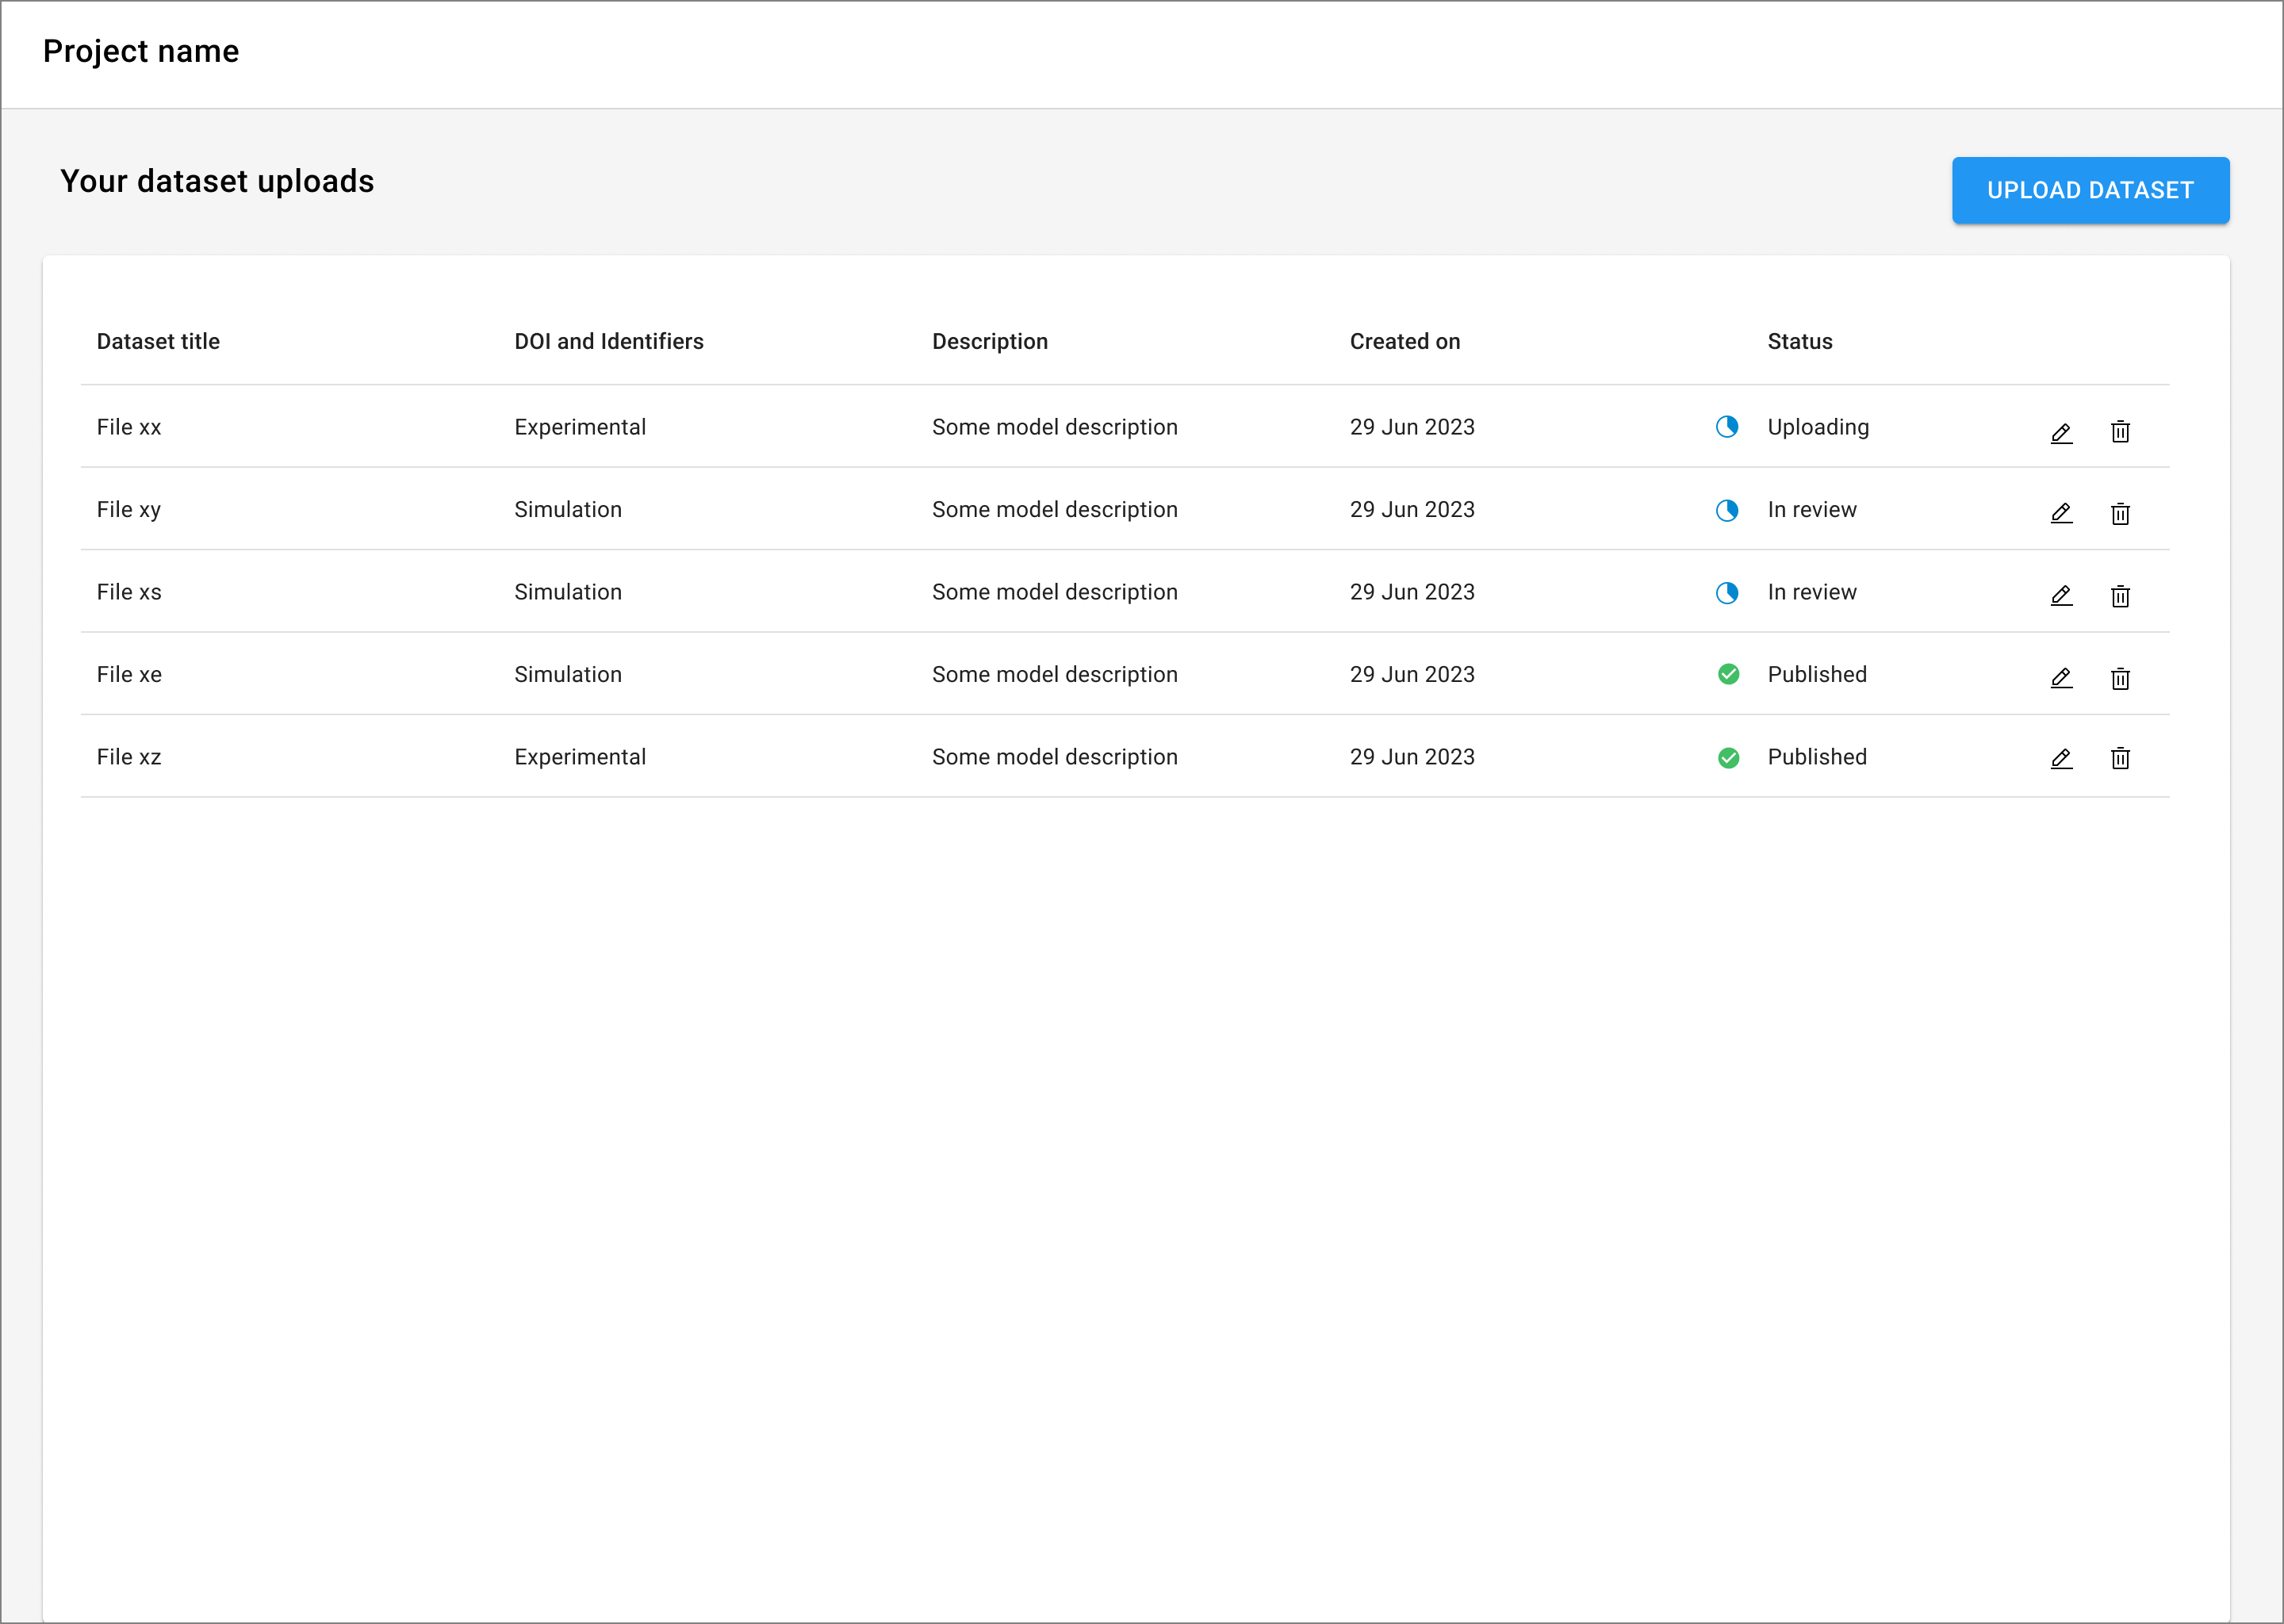 Project name
Your dataset uploads
UPLOAD DATASET
Dataset title DOI and Identifiers Description Created on Status
File xx Experimental Some model description 29 Jun 2023 Uploading
File xy Simulation Some model description 29 Jun 2023 In review
File xs Simulation Some model description 29 Jun 2023 In review
File xe Simulation Some model description 29 Jun 2023 Published
File xz Experimental Some model description 29 Jun 2023 Published